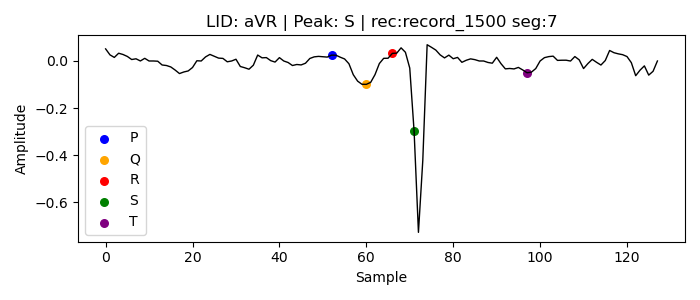 LID: aVR | Peak: S | rec:record_1500 seg:7
Amplitude
0.0
−0.2
−0.4
−0.6
P
Q
R
S
T
0 20 40 60 80 100 120
Sample